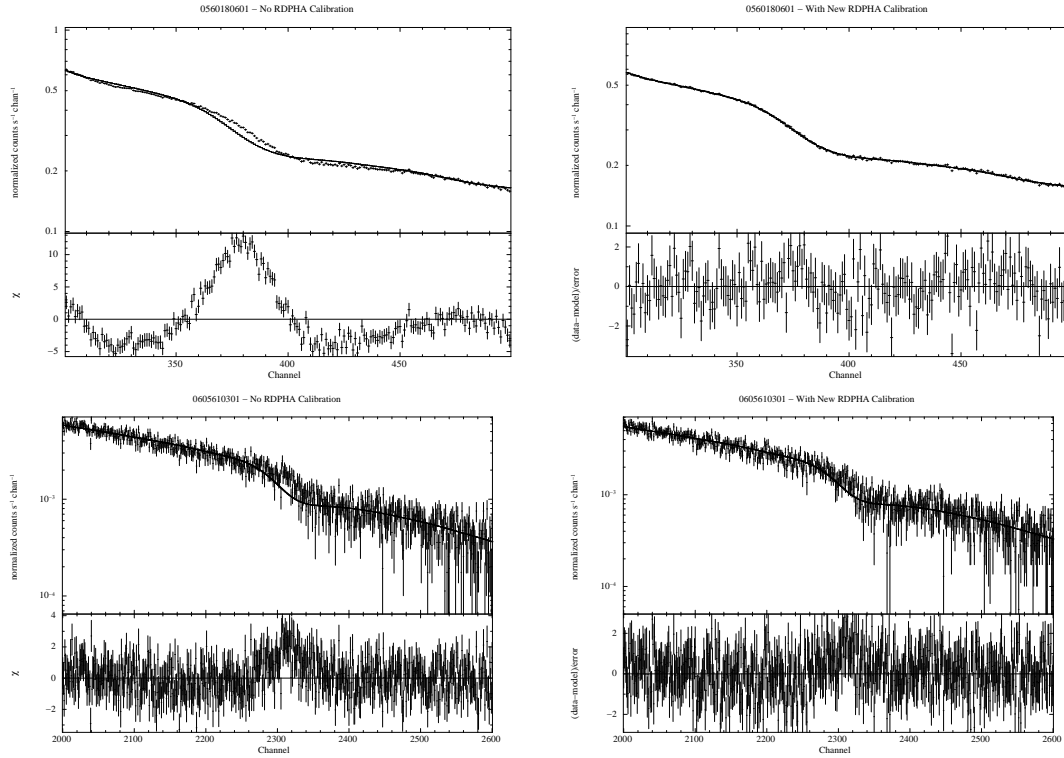 0560180601 − No RDPHA Calibration
1
0.5
0.2
0.1
normalized counts s⁻¹ chan⁻¹
10
5
0
−5
χ
350
400
450
Channel
0560180601 − With New RDPHA Calibration
0.5
0.2
0.1
normalized counts s⁻¹ chan⁻¹
2
0
−2
(data−model)/error
350
400
450
Channel
0605610301 − No RDPHA Calibration
10⁻³
10⁻⁴
normalized counts s⁻¹ chan⁻¹
4
2
0
−2
χ
2000
2100
2200
2300
2400
2500
2600
Channel
0605610301 − With New RDPHA Calibration
10⁻³
10⁻⁴
normalized counts s⁻¹ chan⁻¹
2
0
−2
(data−model)/error
2000
2100
2200
2300
2400
2500
2600
Channel